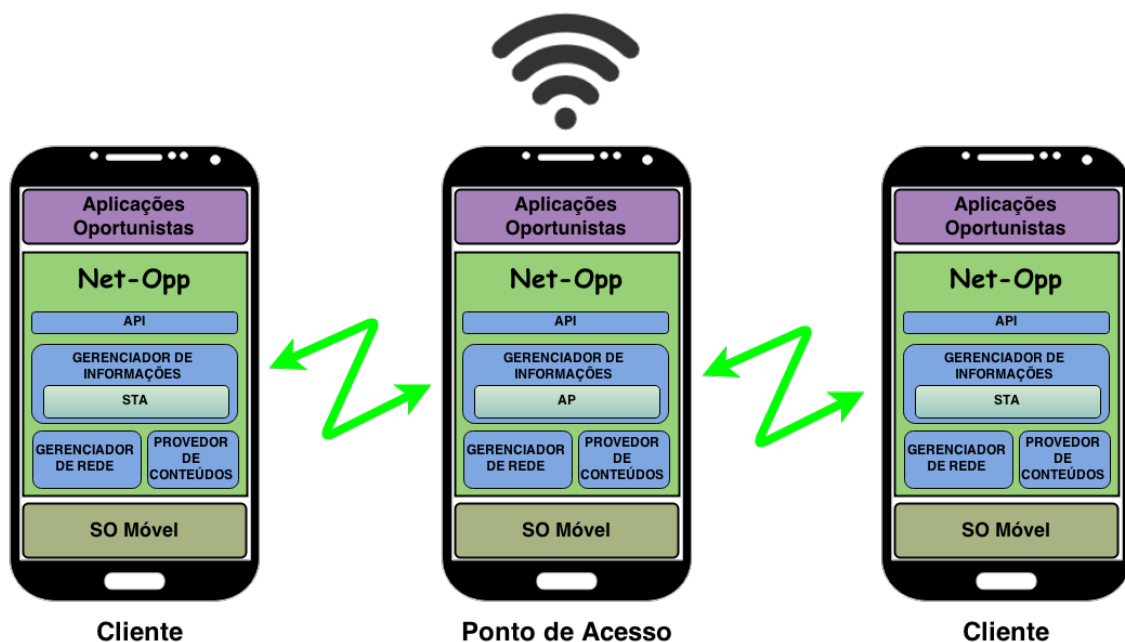 Aplicações
Oportunistas
Net-Opp
API
GERENCIADOR DE
INFORMAÇÕES
STA
GERENCIADOR
DE REDE
PROVEDOR
DE
CONTEÚDOS
SO Móvel
Cliente
Aplicações
Oportunistas
Net-Opp
API
GERENCIADOR DE
INFORMAÇÕES
AP
GERENCIADOR
DE REDE
PROVEDOR
DE
CONTEÚDOS
SO Móvel
Ponto de Acesso
Aplicações
Oportunistas
Net-Opp
API
GERENCIADOR DE
INFORMAÇÕES
STA
GERENCIADOR
DE REDE
PROVEDOR
DE
CONTEÚDOS
SO Móvel
Cliente